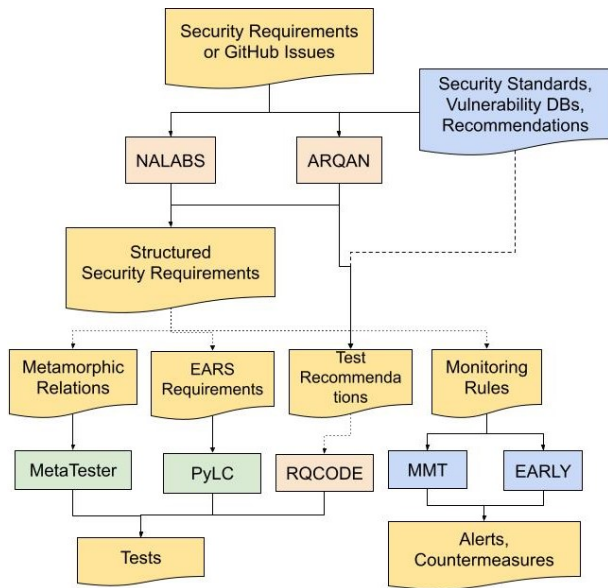 Security Requirements
or GitHub Issues
Security Standards,
Vulnerability DBs,
Recommendations
NALABS
ARQAN
Structured
Security Requirements
Metamorphic
Relations
EARS
Requirements
Test
Recommenda
tions
Monitoring
Rules
MetaTester
PyLC
RQCODE
MMT
EARLY
Tests
Alerts,
Countermeasures